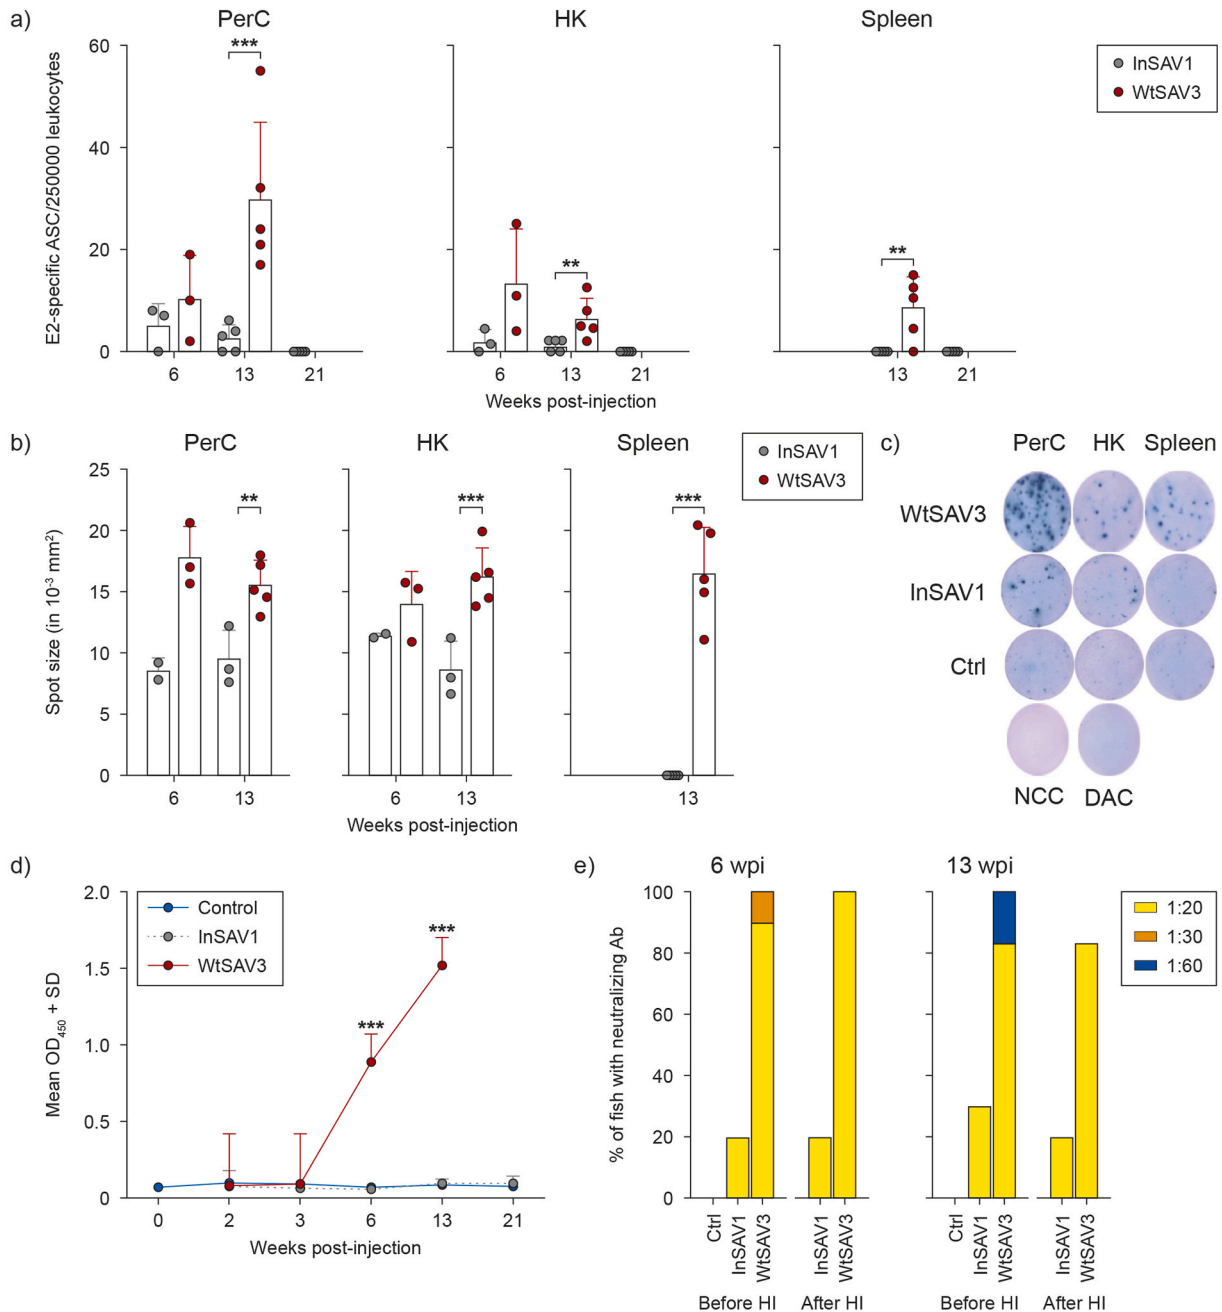 a)
PerC
HK
Spleen
E2-specific ASC/250000 leukocytes
60
40
20
0
***
**
**
InSAV1
WtSAV3
6 13 21
6 13 21
13 21
Weeks post-injection
b)
PerC
HK
Spleen
Spot size (in 10⁻³ mm²)
25
20
15
10
5
0
**
***
***
InSAV1
WtSAV3
6 13
6 13
13
Weeks post-injection
c)
PerC HK Spleen
WtSAV3
InSAV1
Ctrl
NCC DAC
d)
Mean OD₄₅₀ + SD
2.0
1.5
1.0
0.5
0
Control
InSAV1
WtSAV3
***
***
0 2 3 6 13 21
Weeks post-injection
e)
6 wpi
13 wpi
% of fish with neutralizing Ab
100
80
60
40
20
0
1:20
1:30
1:60
Ctrl
InSAV1
WtSAV3
InSAV1
WtSAV3
Ctrl
InSAV1
WtSAV3
InSAV1
WtSAV3
Before HI After HI
Before HI After HI